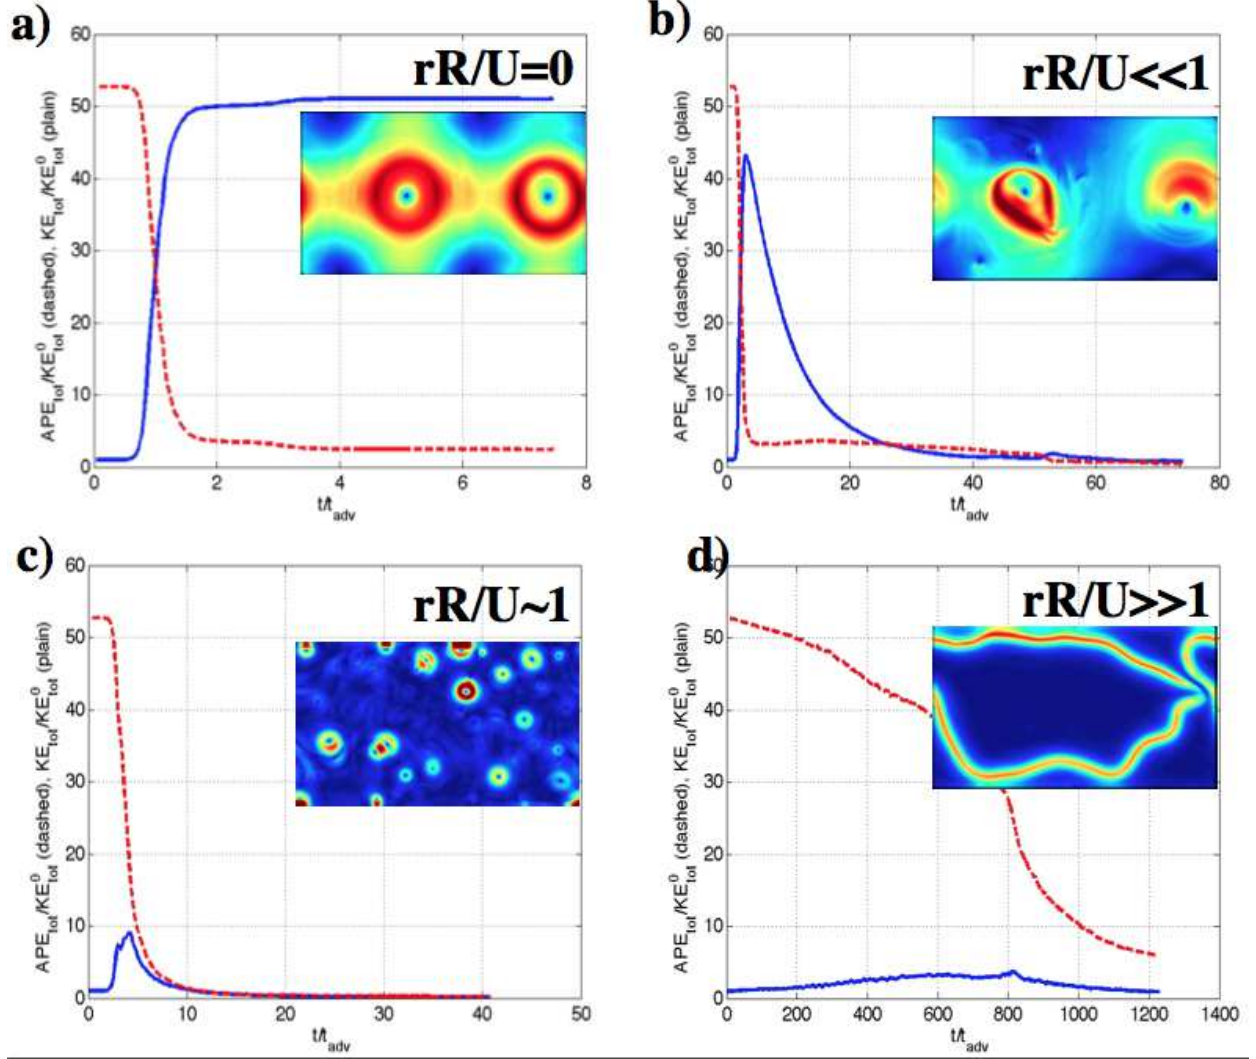 a)
rR/U=0
60
50
40
30
20
10
0
0 2 4 6 8
t/t_adv
APE_tot/KE^0_tot (dashed), KE_tot/KE^0_tot (plain)
b)
rR/U<<1
60
50
40
30
20
10
0
0 20 40 60 80
t/t_adv
APE_tot/KE^0_tot (dashed), KE_tot/KE^0_tot (plain)
c)
rR/U~1
60
50
40
30
20
10
0
0 10 20 30 40 50
t/t_adv
APE_tot/KE^0_tot (dashed), KE_tot/KE^0_tot (plain)
d)
rR/U>>1
60
50
40
30
20
10
0
0 200 400 600 800 1000 1200 1400
t/t_adv
APE_tot/KE^0_tot (dashed), KE_tot/KE^0_tot (plain)